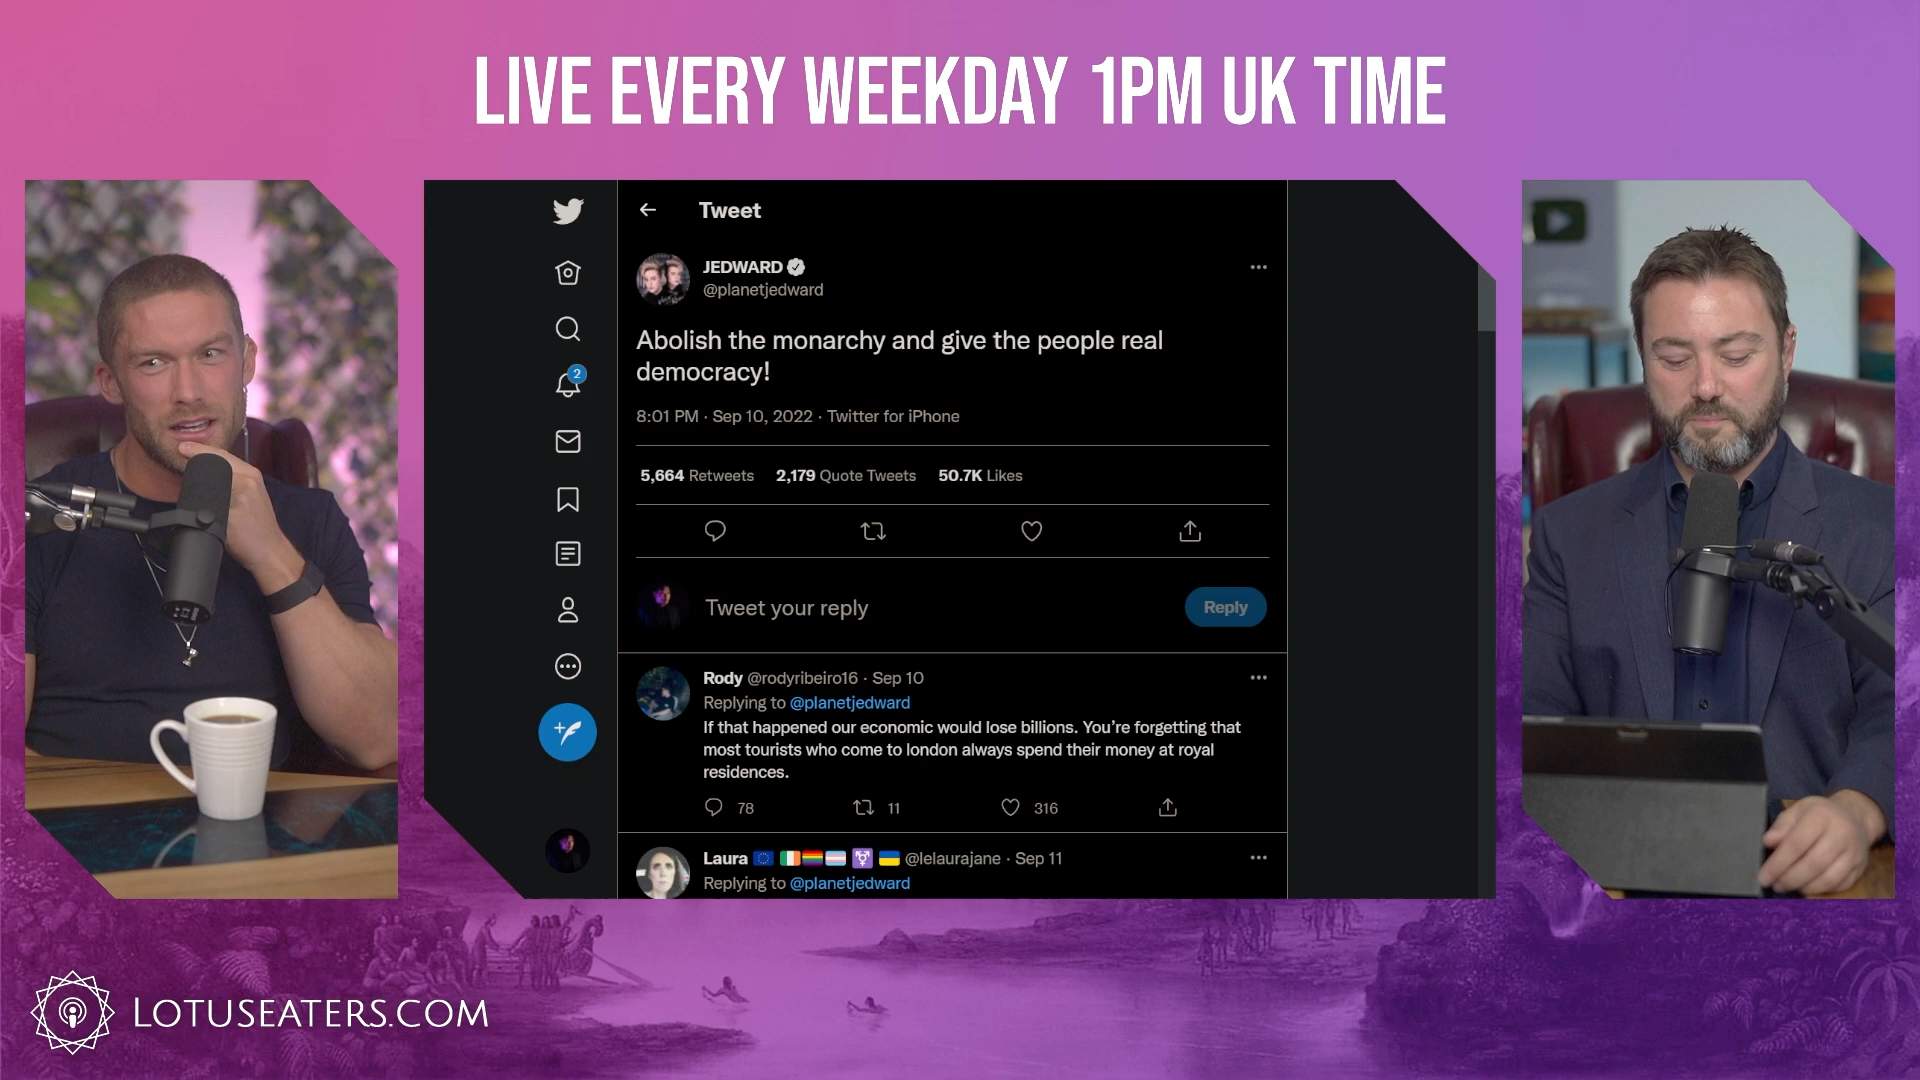 LIVE EVERY WEEKDAY 1PM UK TIME
Tweet
JEDWARD
@planetjedward
Abolish the monarchy and give the people real
democracy!
8:01 PM · Sep 10, 2022 · Twitter for iPhone
5,664 Retweets 2,179 Quote Tweets 50.7K Likes
2
Tweet your reply
Reply
Rody @rodyribeiro16 · Sep 10
Replying to @planetjedward
If that happened our economic would lose billions. You're forgetting that
most tourists who come to london always spend their money at royal
residences.
78 11 316
Laura @lelaurajane · Sep 11
Replying to @planetjedward
LOTUSEATERS.COM